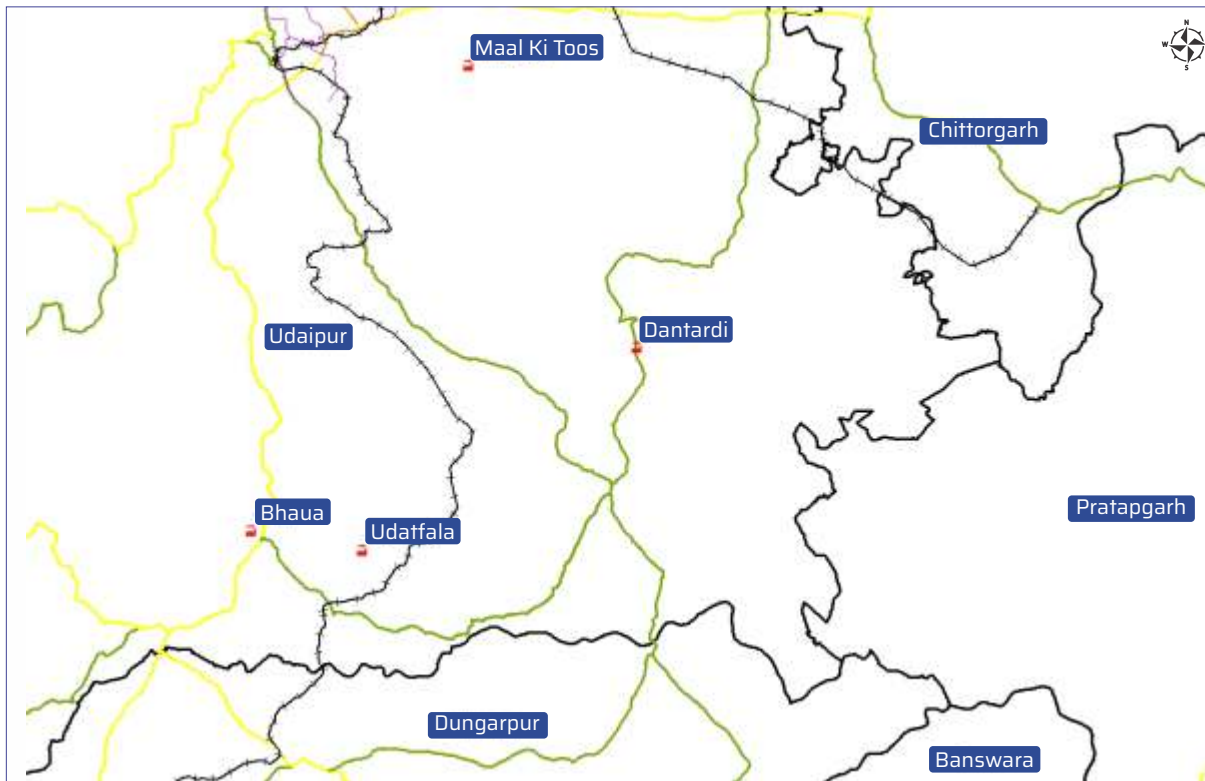 Maal Ki Toos
N
W
S
Chittorgarh
Dantardi
Udaipur
Bhaua
Udatfala
Pratapgarh
Dungarpur
Banswara